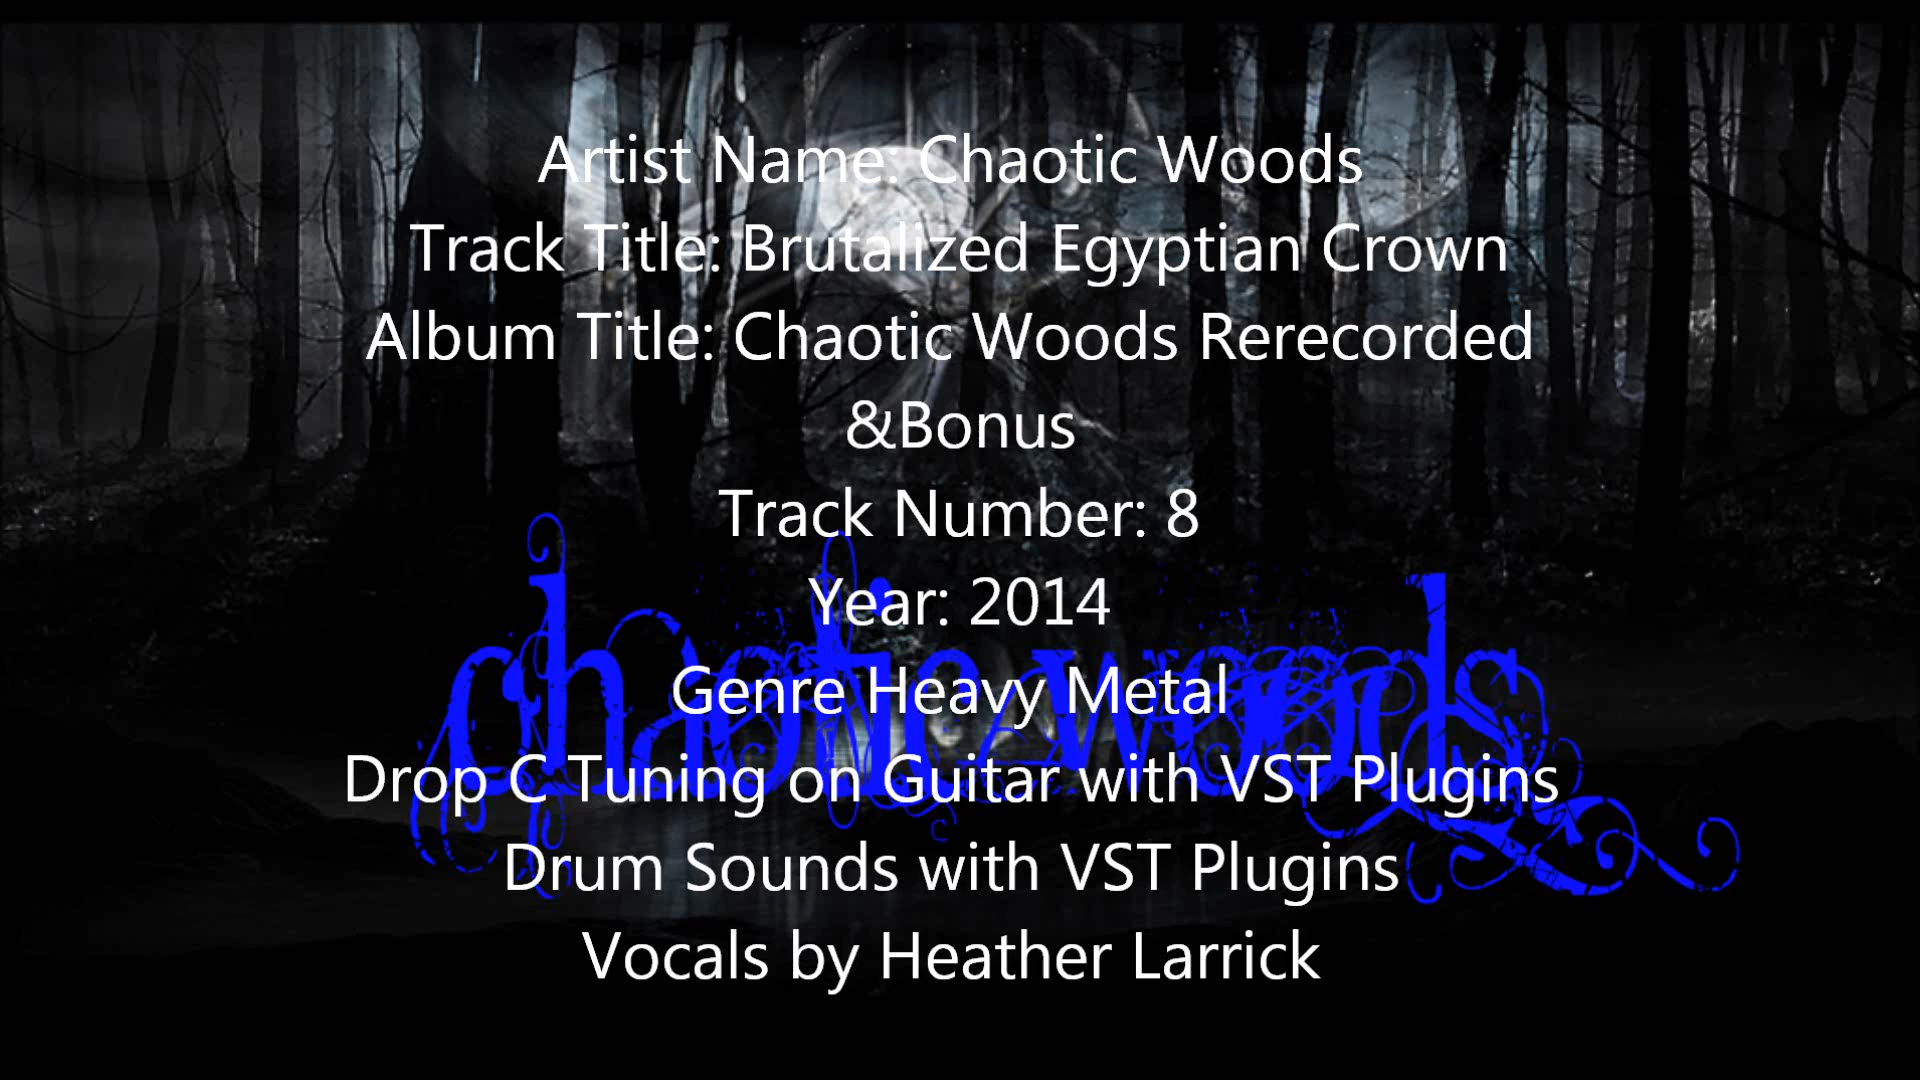 Artist Name: Chaotic Woods
Track Title: Brutalized Egyptian Crown
Album Title: Chaotic Woods Rerecorded
&Bonus
Track Number: 8
Year: 2014
Genre Heavy Metal
chaotic woods
Drop C Tuning on Guitar with VST Plugins
Drum Sounds with VST Plugins
Vocals by Heather Larrick